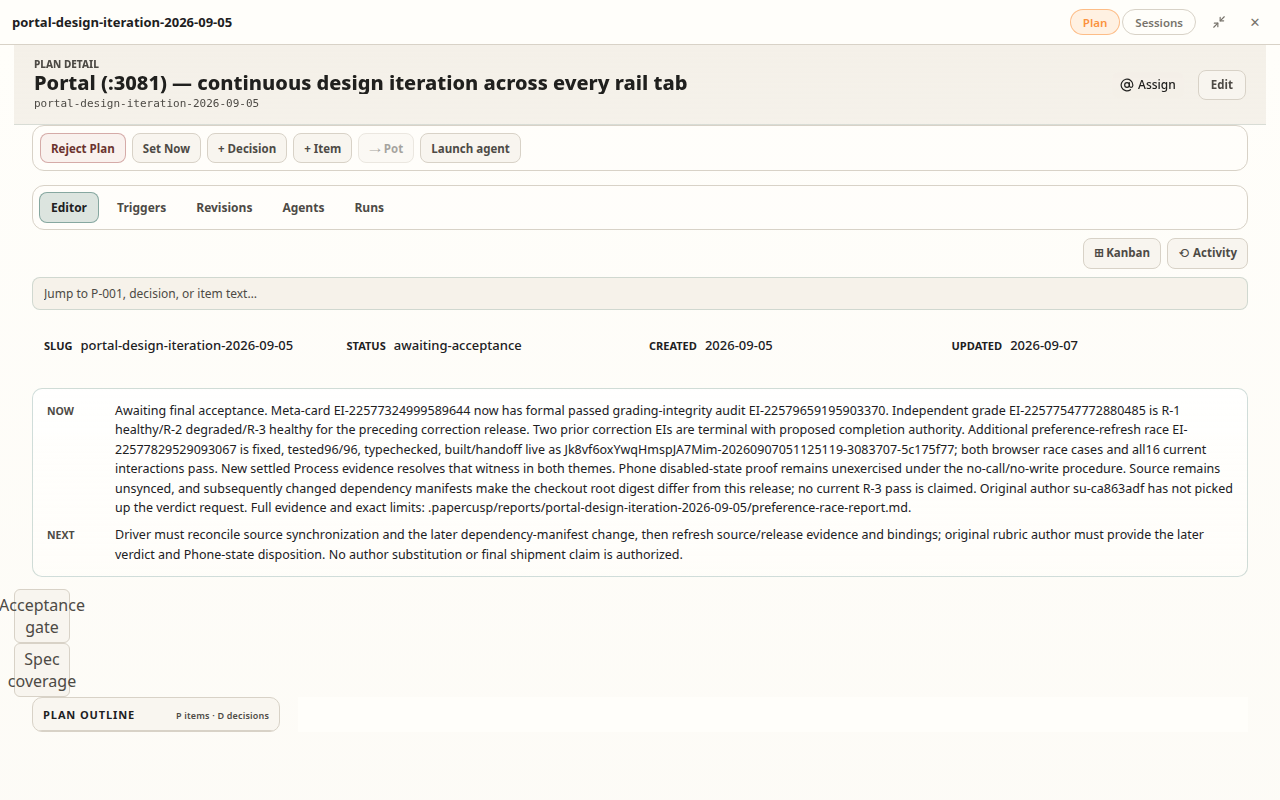 portal-design-iteration-2026-09-05
Plan
Sessions
PLAN DETAIL
Portal (:3081) — continuous design iteration across every rail tab
portal-design-iteration-2026-09-05
@ Assign
Edit
Reject Plan
Set Now
+ Decision
+ Item
→ Pot
Launch agent
Editor
Triggers
Revisions
Agents
Runs
⊞ Kanban
⟲ Activity
Jump to P-001, decision, or item text...
SLUG portal-design-iteration-2026-09-05
STATUS awaiting-acceptance
CREATED 2026-09-05
UPDATED 2026-09-07
NOW
Awaiting final acceptance. Meta-card EI-22577324999589644 now has formal passed grading-integrity audit EI-22579659195903370. Independent grade EI-22577547772880485 is R-1
healthy/R-2 degraded/R-3 healthy for the preceding correction release. Two prior correction EIs are terminal with proposed completion authority. Additional preference-refresh race EI-
22577829529093067 is fixed, tested96/96, typechecked, built/handoff live as Jk8vf6oxYwqHmspJA7Mim-20260907051125119-3083707-5c175f77; both browser race cases and all16 current
interactions pass. New settled Process evidence resolves that witness in both themes. Phone disabled-state proof remains unexercised under the no-call/no-write procedure. Source remains
unsynced, and subsequently changed dependency manifests make the checkout root digest differ from this release; no current R-3 pass is claimed. Original author su-ca863adf has not picked
up the verdict request. Full evidence and exact limits: .papercusp/reports/portal-design-iteration-2026-09-05/preference-race-report.md.
NEXT
Driver must reconcile source synchronization and the later dependency-manifest change, then refresh source/release evidence and bindings; original rubric author must provide the later
verdict and Phone-state disposition. No author substitution or final shipment claim is authorized.
Acceptance
gate
Spec
coverage
PLAN OUTLINE
P items · D decisions